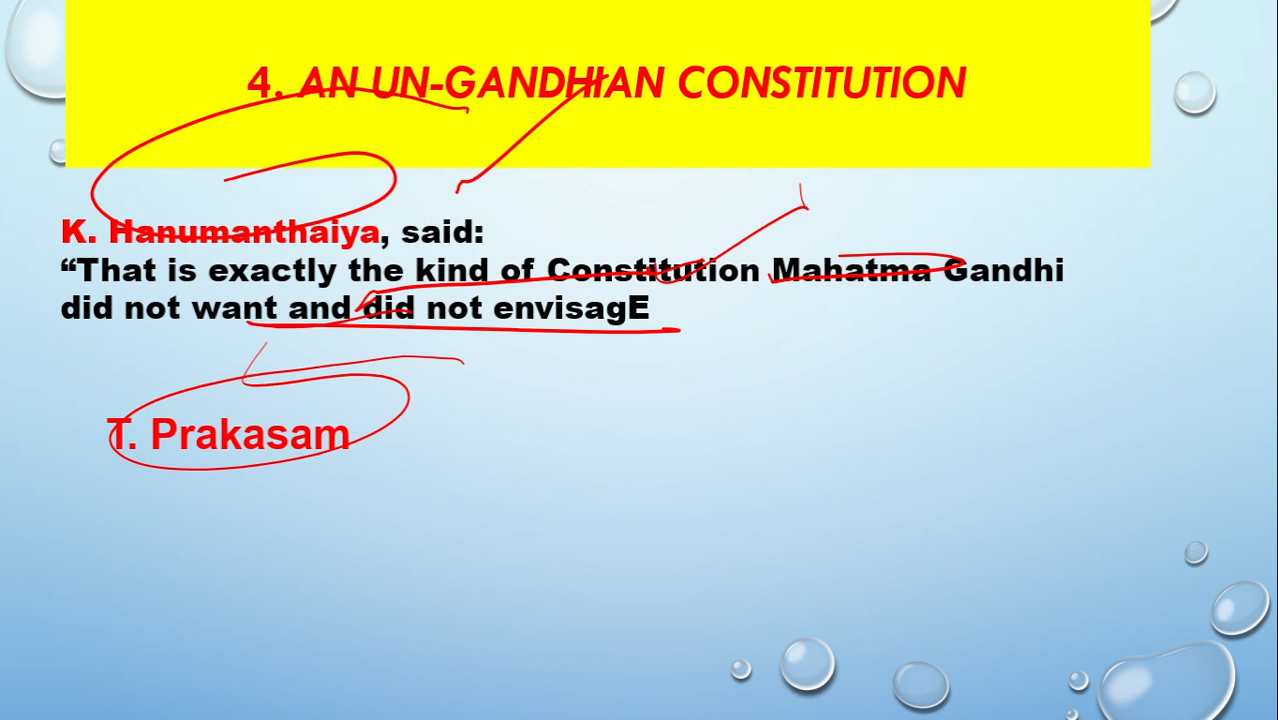 4. AN UN-GANDHIAN CONSTITUTION
K. Hanumanthaiya, said:
“That is exactly the kind of Constitution Mahatma Gandhi
did not want and did not envisagE
T. Prakasam